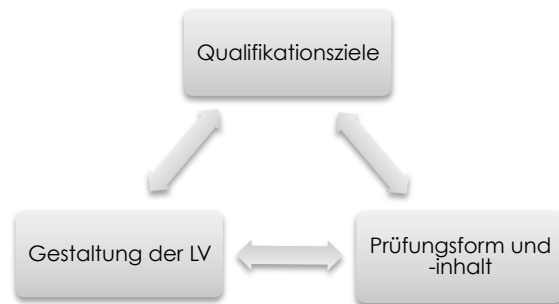 Qualifikationsziele
Gestaltung der LV
Prüfungsform und
-inhalt